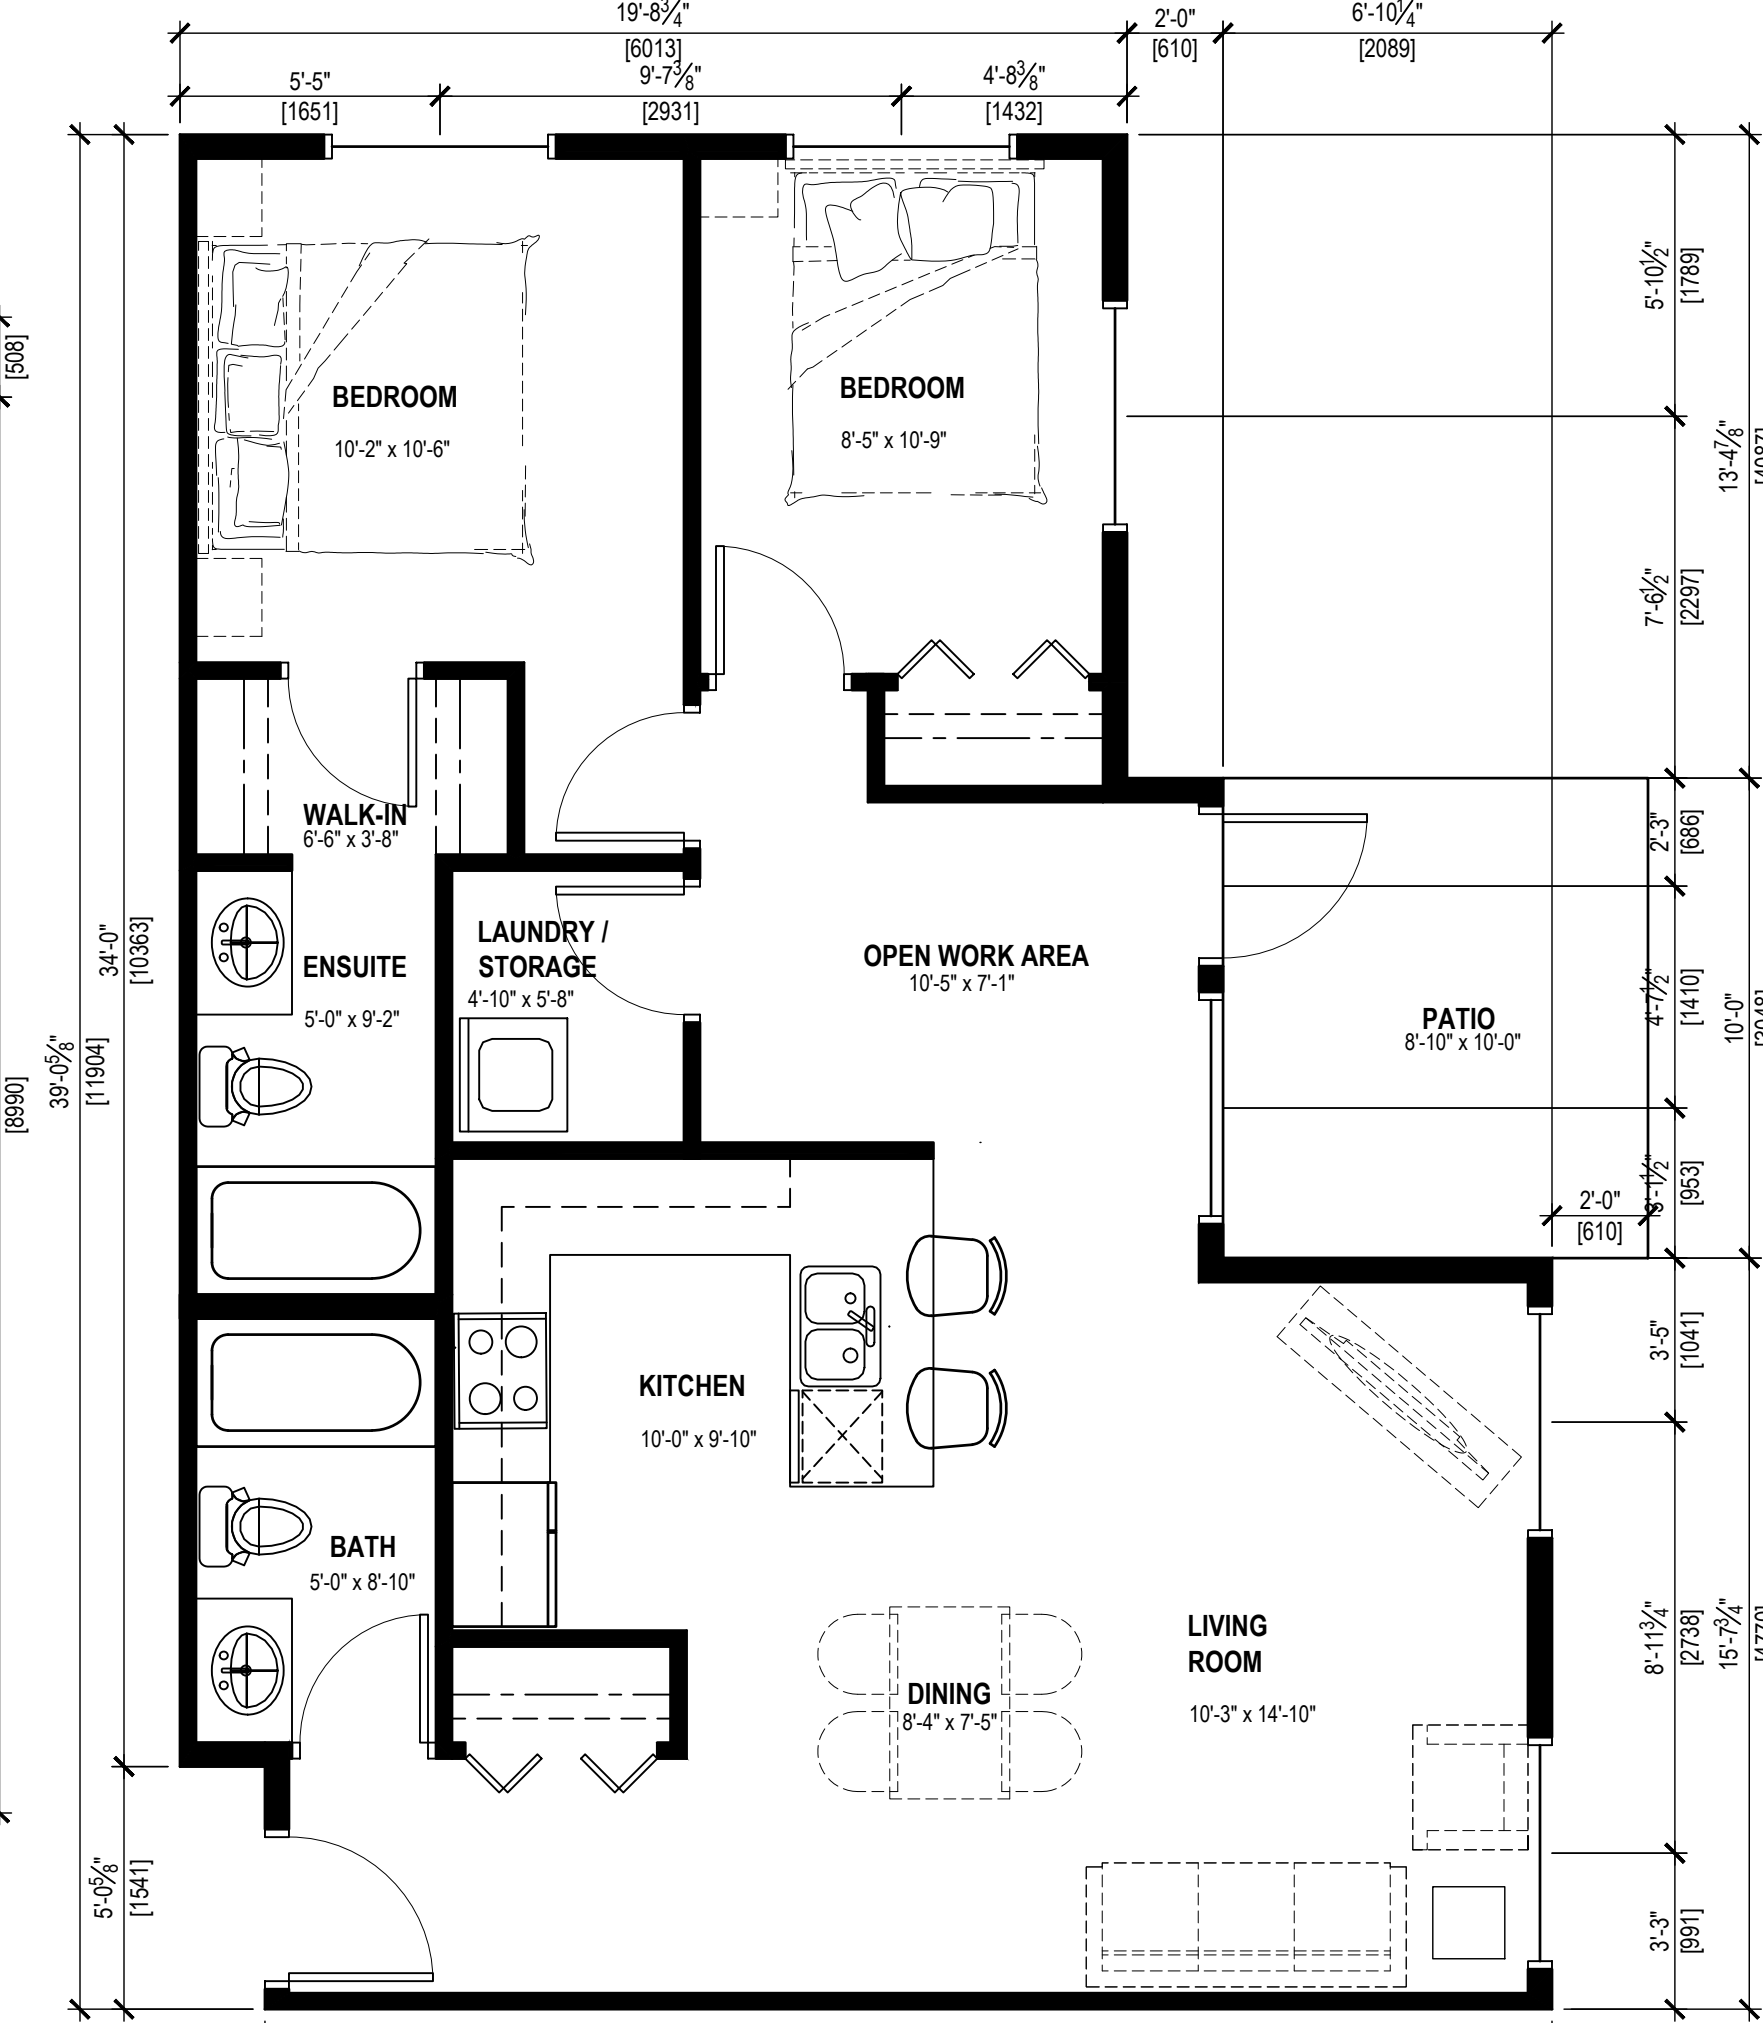 19'-8¾"
[6013]
2'-0"
[610]
6'-10¼"
[2089]
5'-5"
[1651]
9'-7⅜"
[2931]
4'-8⅜"
[1432]
[508]
[8990]
39'-0⅝"
[11904]
34'-0"
[10363]
5'-0⅝"
[1541]
BEDROOM
10'-2" x 10'-6"
BEDROOM
8'-5" x 10'-9"
WALK-IN
6'-6" x 3'-8"
ENSUITE
5'-0" x 9'-2"
LAUNDRY /
STORAGE
4'-10" x 5'-8"
OPEN WORK AREA
10'-5" x 7'-1"
PATIO
8'-10" x 10'-0"
KITCHEN
10'-0" x 9'-10"
BATH
5'-0" x 8'-10"
DINING
8'-4" x 7'-5"
LIVING
ROOM
10'-3" x 14'-10"
5'-10½"
[1789]
7'-6½"
[2297]
2'-3"
[686]
4'-7½"
[1410]
3'-1½"
[953]
2'-0"
[610]
3'-5"
[1041]
8'-11¾"
[2738]
3'-3"
[991]
13'-4⅞"
10'-0"
15'-7¾"